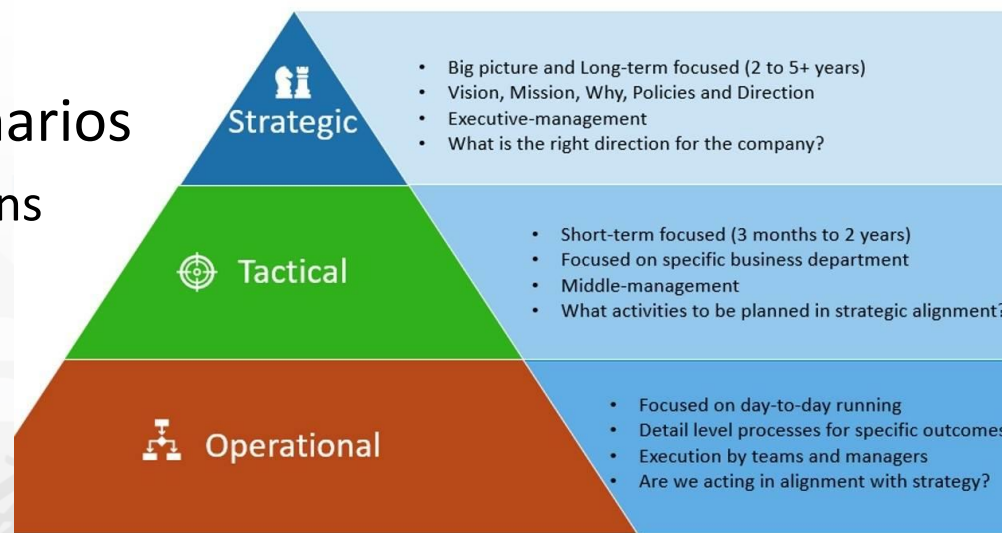 narios
ns
Strategic
• Big picture and Long-term focused (2 to 5+ years)
• Vision, Mission, Why, Policies and Direction
• Executive-management
• What is the right direction for the company?
Tactical
• Short-term focused (3 months to 2 years)
• Focused on specific business department
• Middle-management
• What activities to be planned in strategic alignment?
Operational
• Focused on day-to-day running
• Detail level processes for specific outcomes
• Execution by teams and managers
• Are we acting in alignment with strategy?